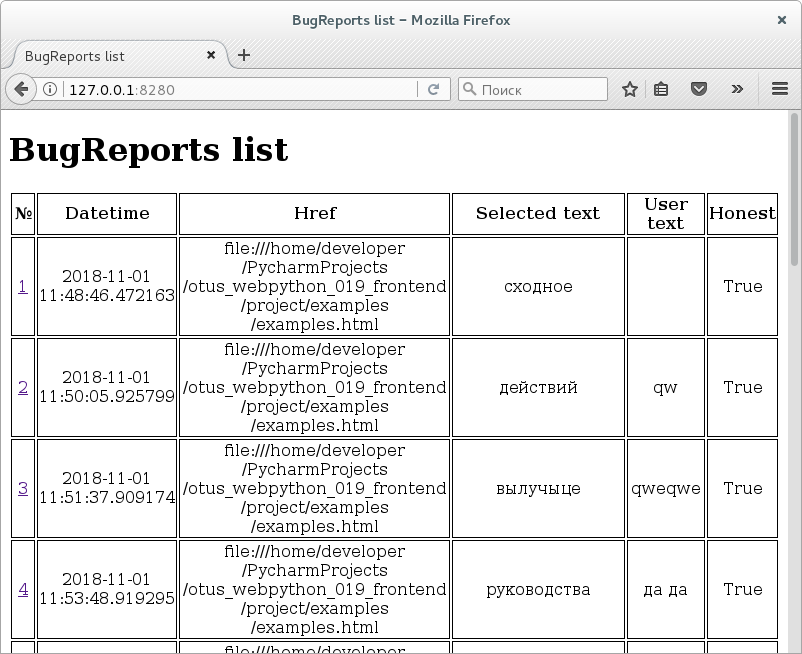 BugReports list – Mozilla Firefox
BugReports list
127.0.0.1:8280
Поиск
BugReports list
№ Datetime Href Selected text User text Honest
1
2018-11-01
11:48:46.472163
file:///home/developer
/PycharmProjects
/otus_webpython_019_frontend
/project/examples
/examples.html
сходное
True
2
2018-11-01
11:50:05.925799
file:///home/developer
/PycharmProjects
/otus_webpython_019_frontend
/project/examples
/examples.html
действий
qw
True
3
2018-11-01
11:51:37.909174
file:///home/developer
/PycharmProjects
/otus_webpython_019_frontend
/project/examples
/examples.html
вылучыце
qweqwe
True
4
2018-11-01
11:53:48.919295
file:///home/developer
/PycharmProjects
/otus_webpython_019_frontend
/project/examples
/examples.html
руководства
да да
True
file:///home/developer